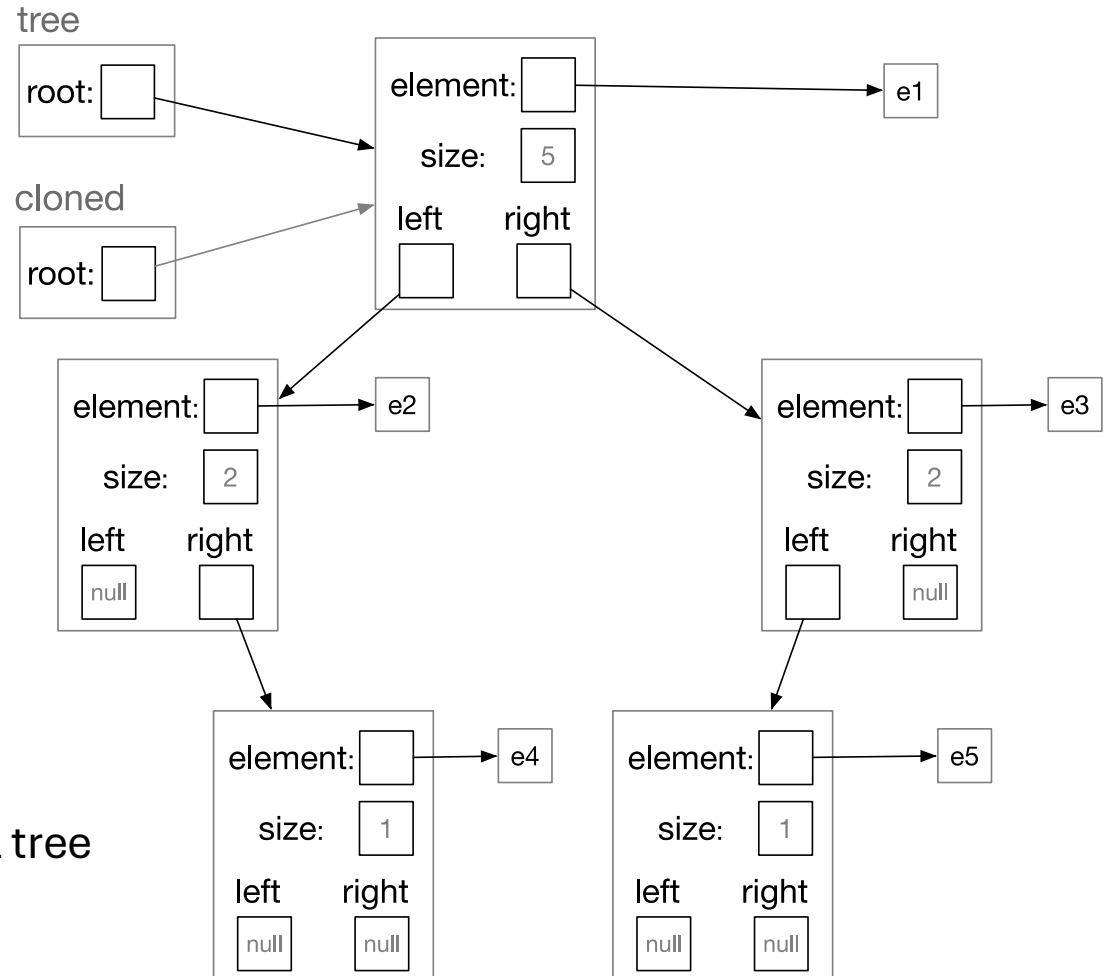 tree
root:
cloned
root:
element:
e1
size: 5
left right
element:
e2
size: 2
left right
null
element:
e3
size: 2
left right
null
element:
e4
size: 1
left right
null null
element:
e5
size: 1
left right
null null
tree